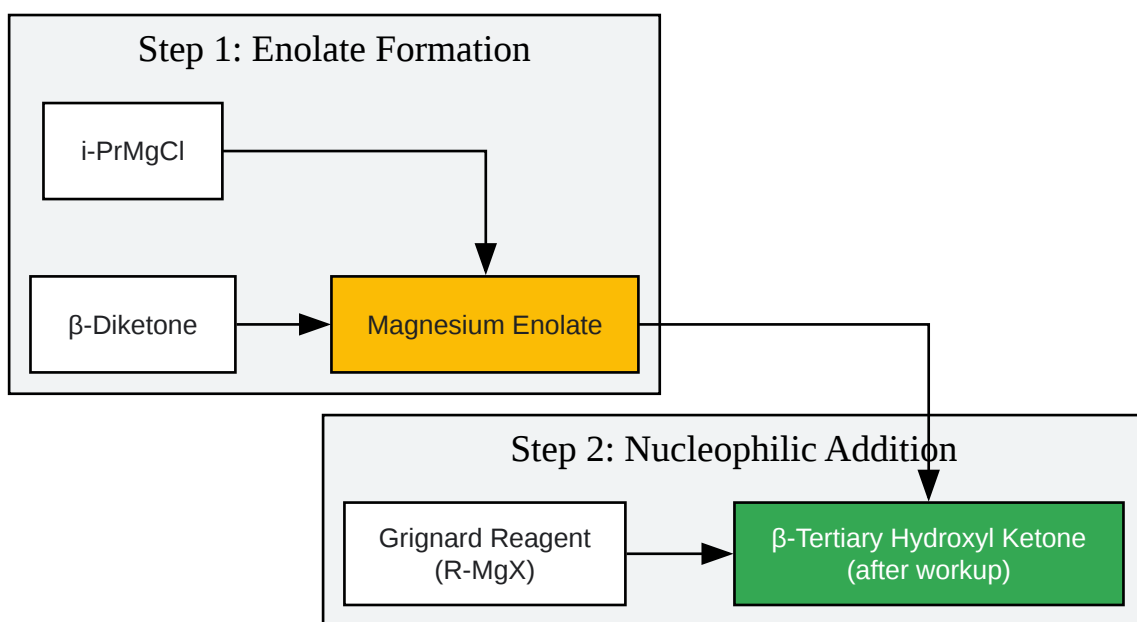 Step 1: Enolate Formation
i-PrMgCl
β-Diketone
Magnesium Enolate
Step 2: Nucleophilic Addition
Grignard Reagent
(R-MgX)
β-Tertiary Hydroxyl Ketone
(after workup)